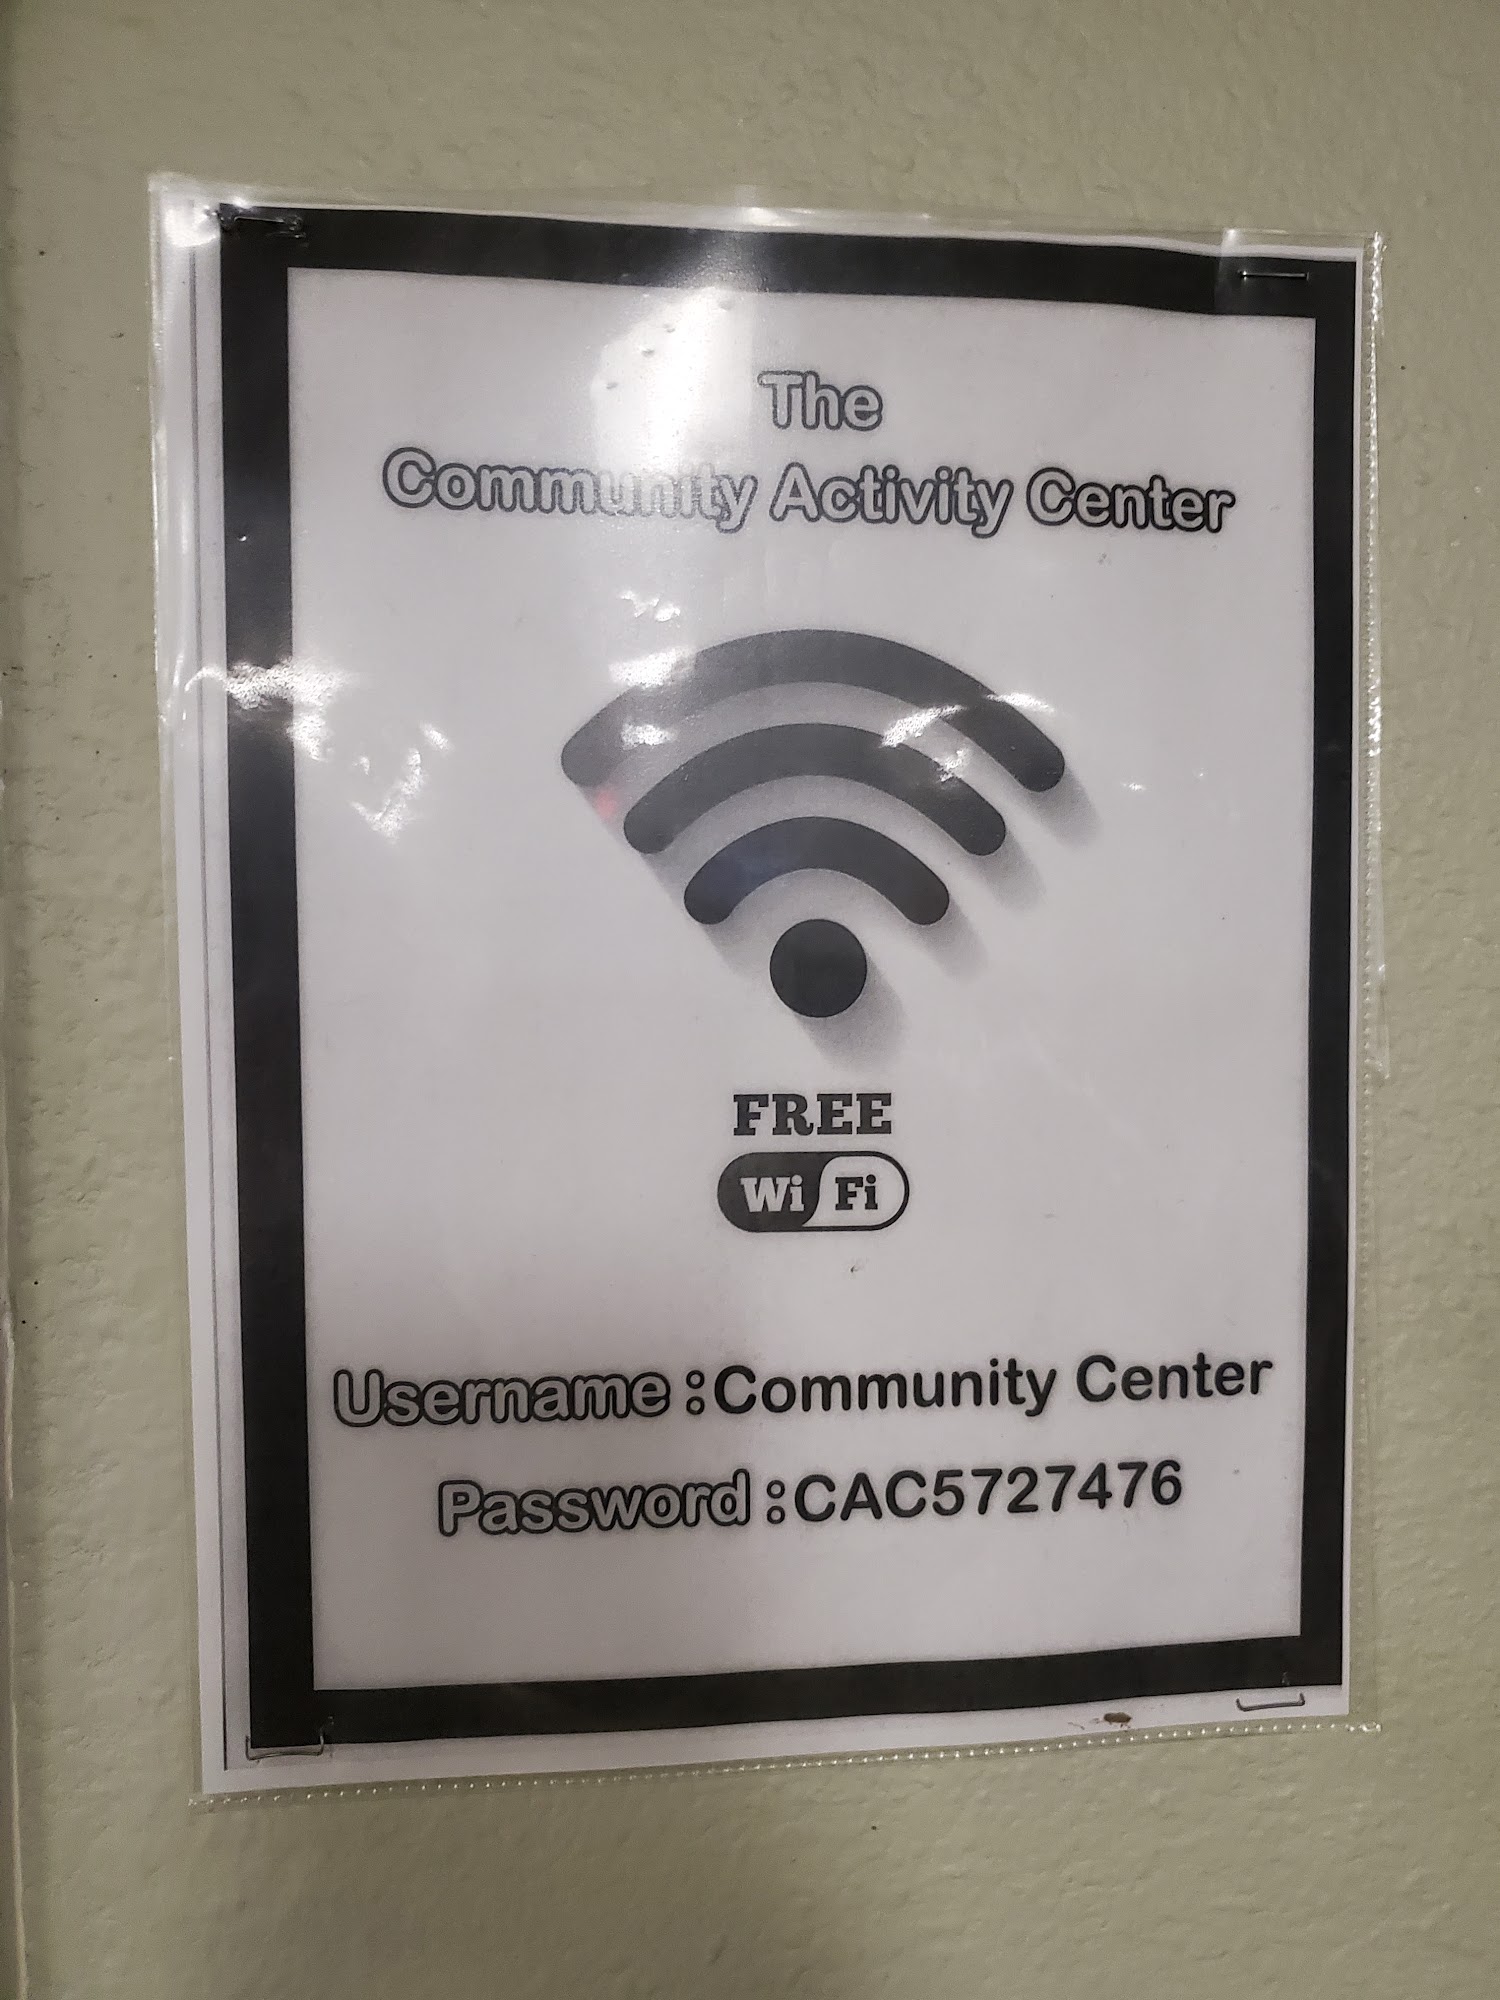 The
Community Activity Center
FREE
Wi Fi
Username :Community Center
Password :CAC5727476